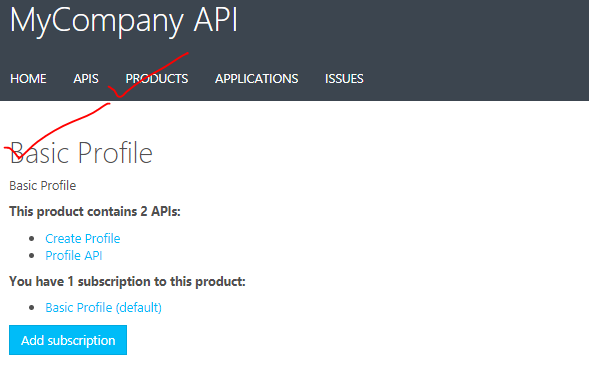 MyCompany API
HOME APIS PRODUCTS APPLICATIONS ISSUES
Basic Profile
Basic Profile
This product contains 2 APIs:
Create Profile
Profile API
You have 1 subscription to this product:
Basic Profile (default)
Add subscription